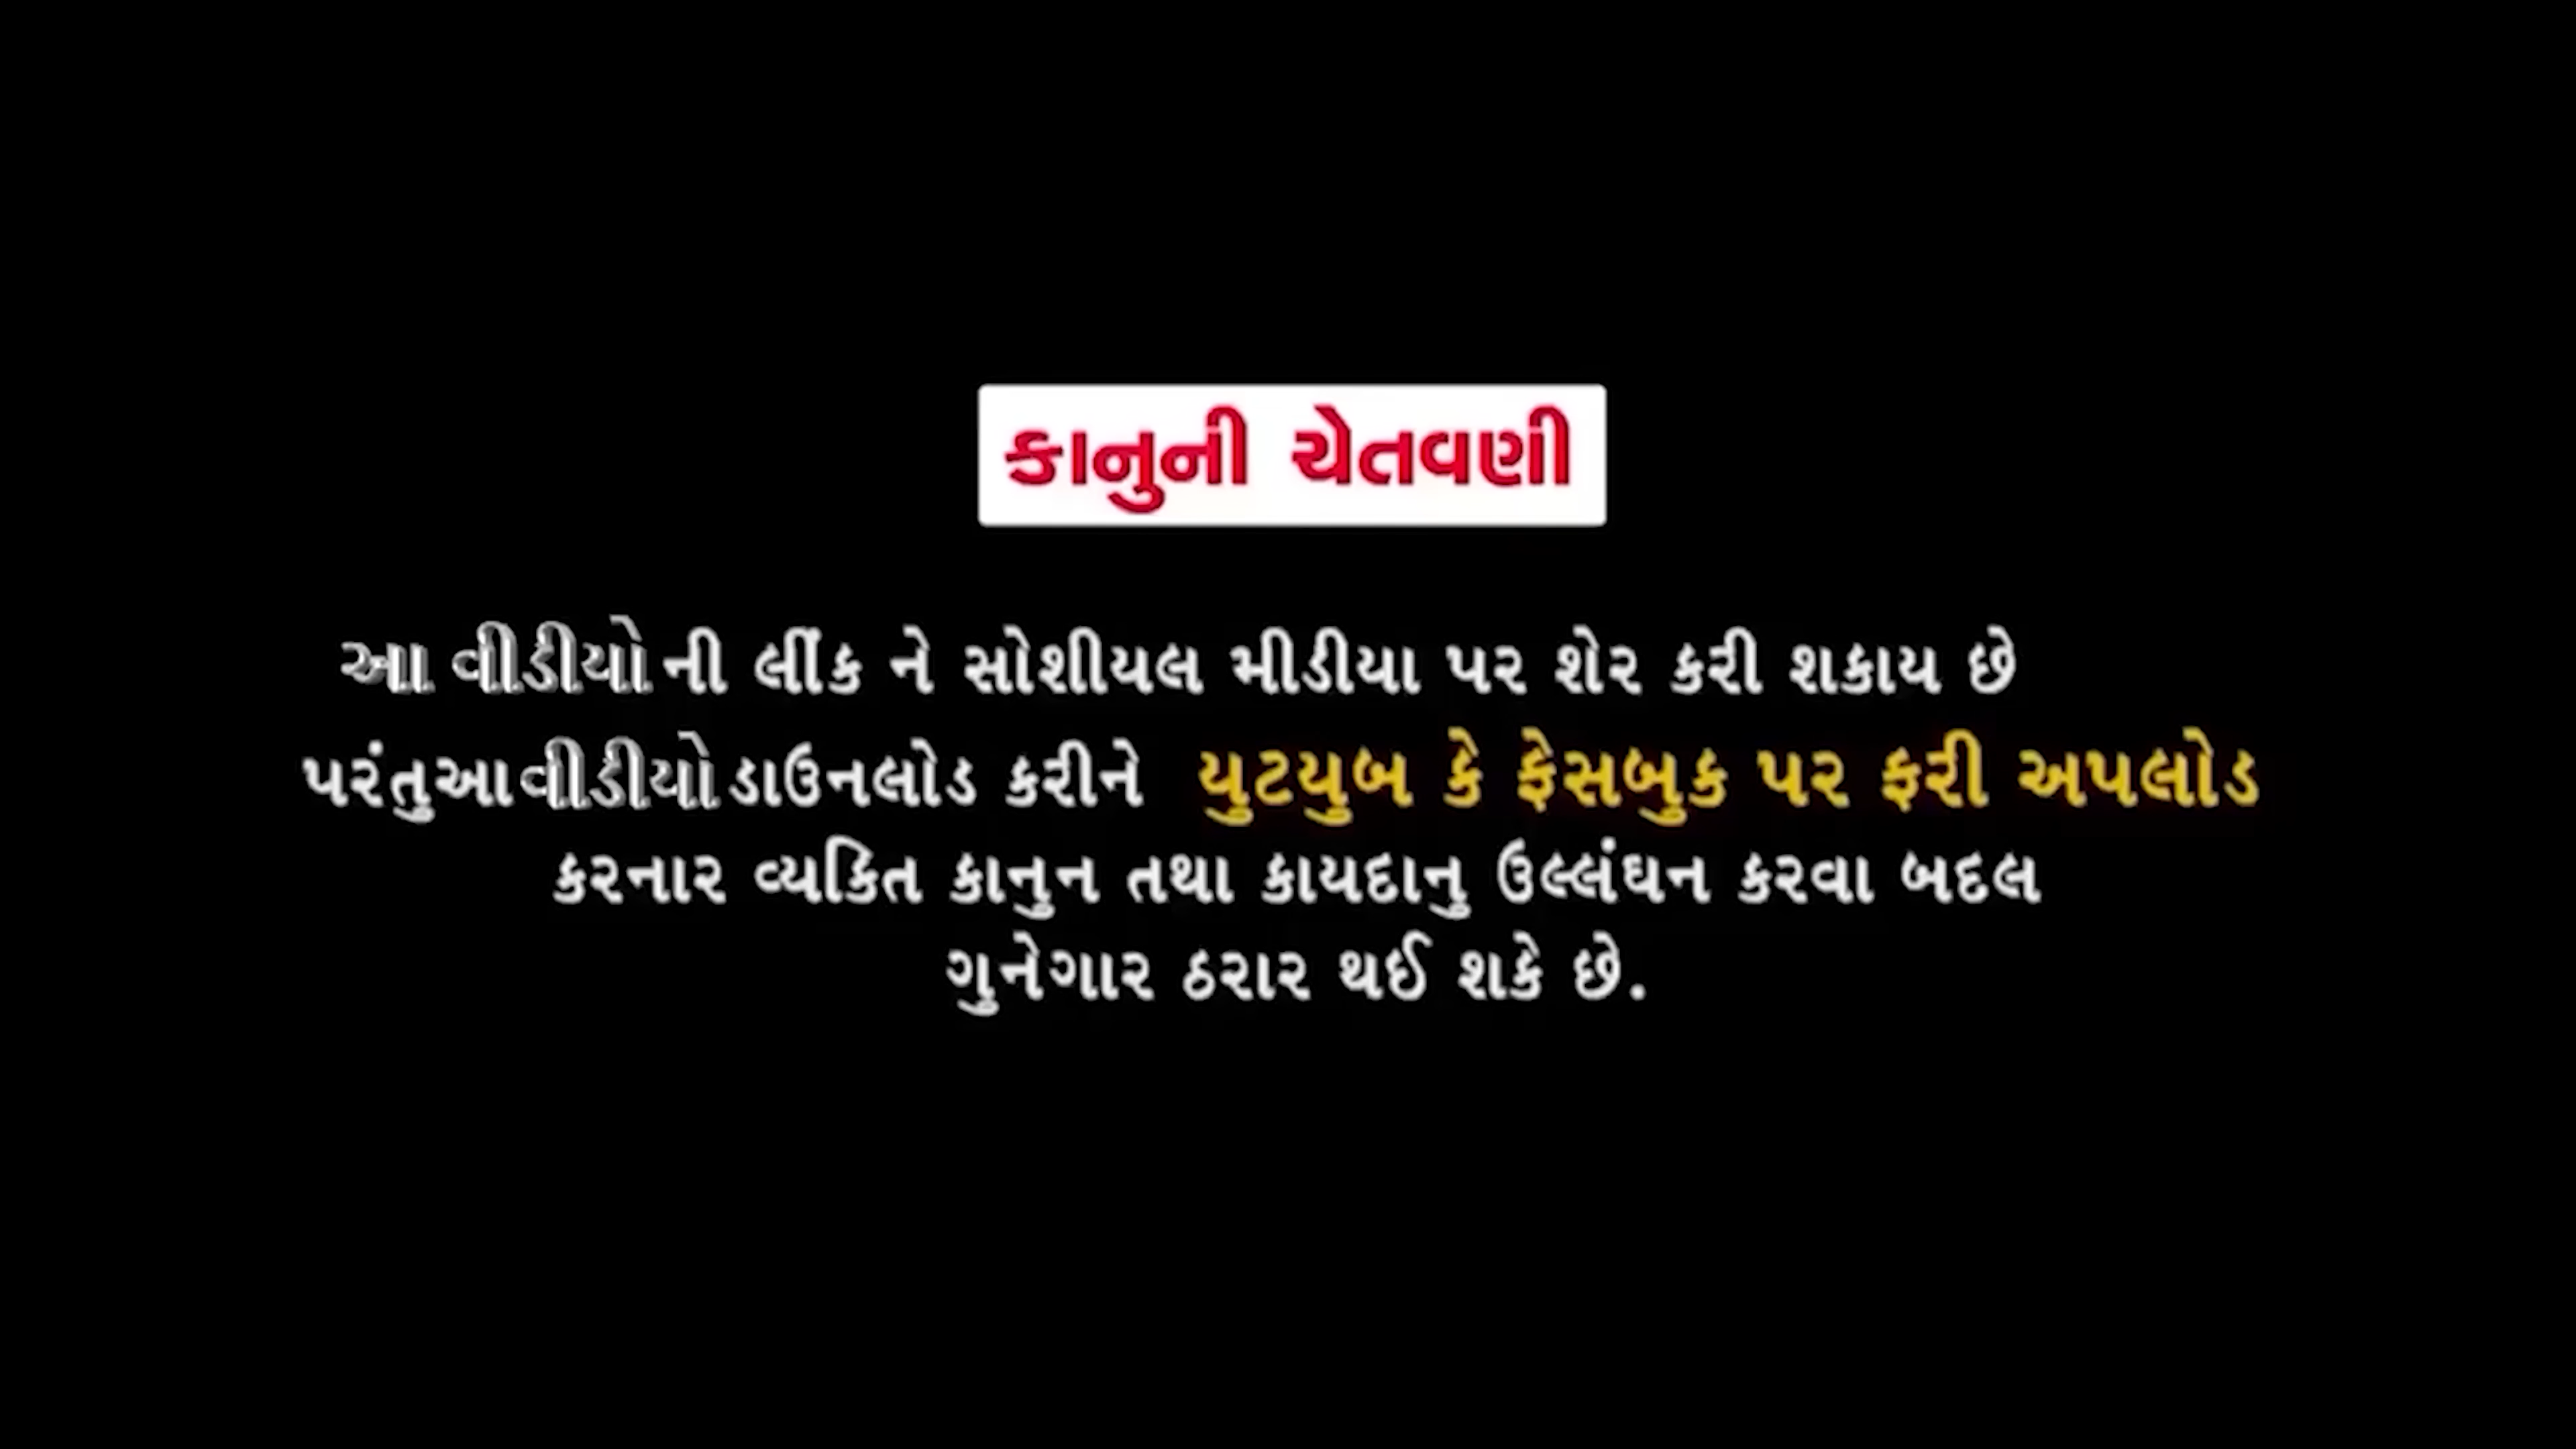 કાનુની ચેતવણી
આ વીડીયો ની લીંક ને સોશીયલ મીડીયા પર શેર કરી શકાય છે
પરંતુઆવીડીયો ડાઉનલોડ કરીને યુટયુબ કે ફેસબુક પર ફરી અપલોડ
કરનાર વ્યકિત કાનુન તથા કાયદાનુ ઉલ્લંઘન કરવા બદલ
ગુનેગાર ઠરાર થઈ શકે છે.